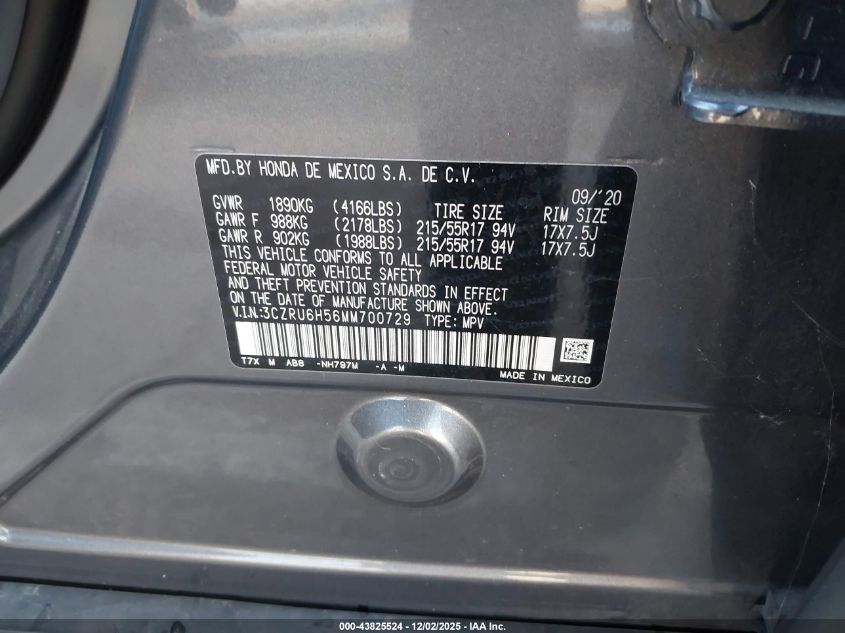 MFD.BY HONDA DE MEXICO S.A. DE C.V.
09/'20
GVWR 1890KG (4166LBS) TIRE SIZE RIM SIZE
GAWR F 988KG (2178LBS) 215/55R17 94V 17X7.5J
GAWR R 902KG (1988LBS) 215/55R17 94V 17X7.5J
THIS VEHICLE CONFORMS TO ALL APPLICABLE
FEDERAL MOTOR VEHICLE SAFETY
AND THEFT PREVENTION STANDARDS IN EFFECT
ON THE DATE OF MANUFACTURE SHOWN ABOVE.
V.I.N:3CZRU6H56MM700729 TYPE: MPV
T7X M AB8 -NH797M -A -M
MADE IN MEXICO
000-43825524 | 12/02/2025 - IAA Inc.